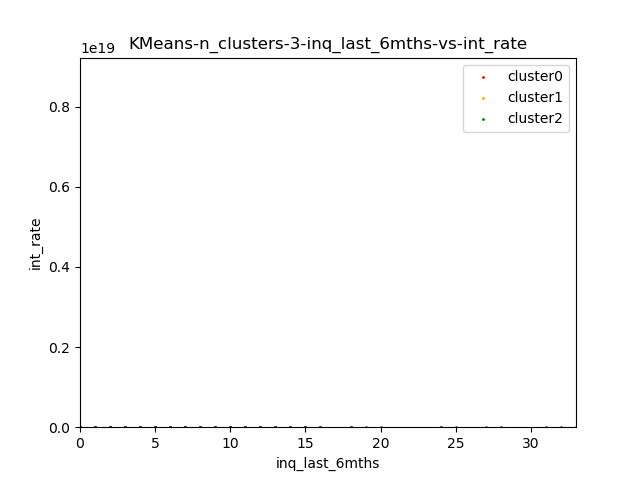 KMeans-n_clusters-3-inq_last_6mths-vs-int_rate
1e19
cluster0
cluster1
cluster2
0.8
0.6
0.4
0.2
0.0
int_rate
0 5 10 15 20 25 30
inq_last_6mths